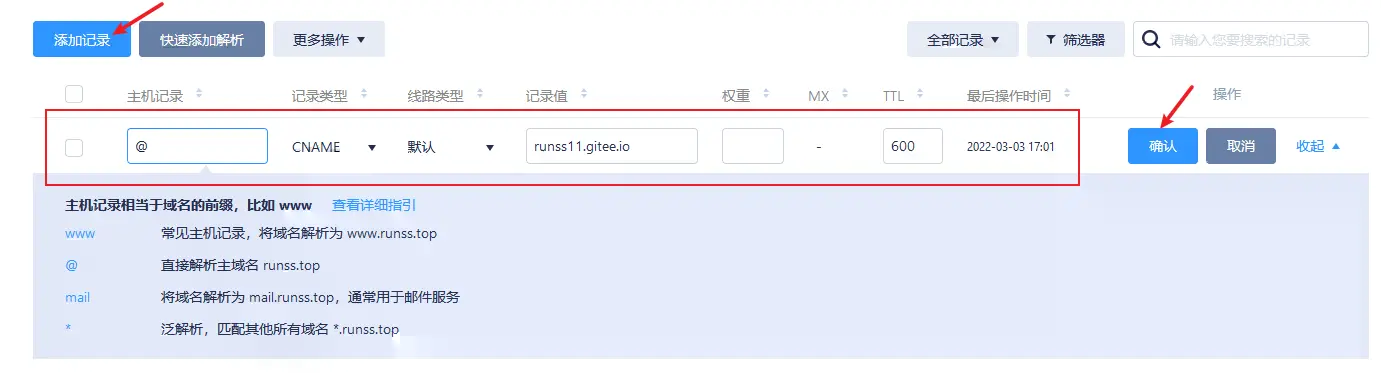 添加记录 快速添加解析 更多操作 全部记录 筛选器 请输入您要搜索的记录
主机记录 记录类型 线路类型 记录值 权重 MX TTL 最后操作时间 操作
@ CNAME 默认 runss11.gitee.io - 600 2022-03-03 17:01 确认 取消 收起
主机记录相当于域名的前缀，比如 www 查看详细指引
www 常见主机记录，将域名解析为 www.runss.top
@ 直接解析主域名 runss.top
mail 将域名解析为 mail.runss.top，通常用于邮件服务
* 泛解析，匹配其他所有域名 *.runss.top